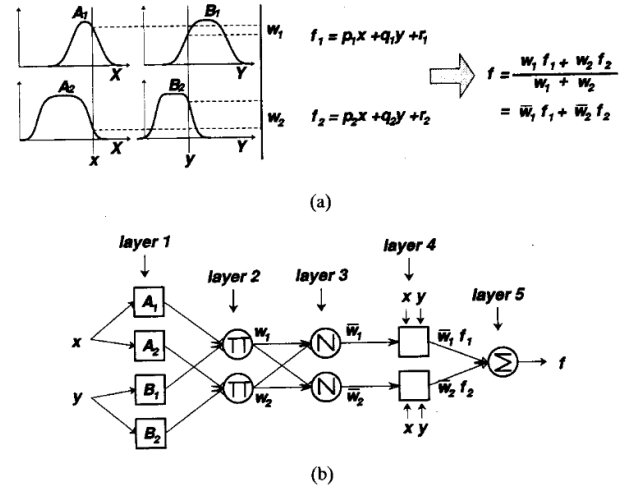 A₁ B₁
w₁ f₁ = p₁x +q₁y +r₁
X Y
f = w₁ f₁ + w₂ f₂ / w₁ + w₂
A₂ B₂
= w̅₁ f₁ + w̅₂ f₂
w₂ f₂ = p₂x +q₂y +r₂
x X y Y
(a)
layer 1
layer 4
layer 2 layer 3
layer 5
A₁
x y
w₁ w̅₁ w̅₁ f₁
x A₂ Π N
Σ f
y B₁ Π N
w₂ w̅₂ w̅₂ f₂
B₂
x y
(b)